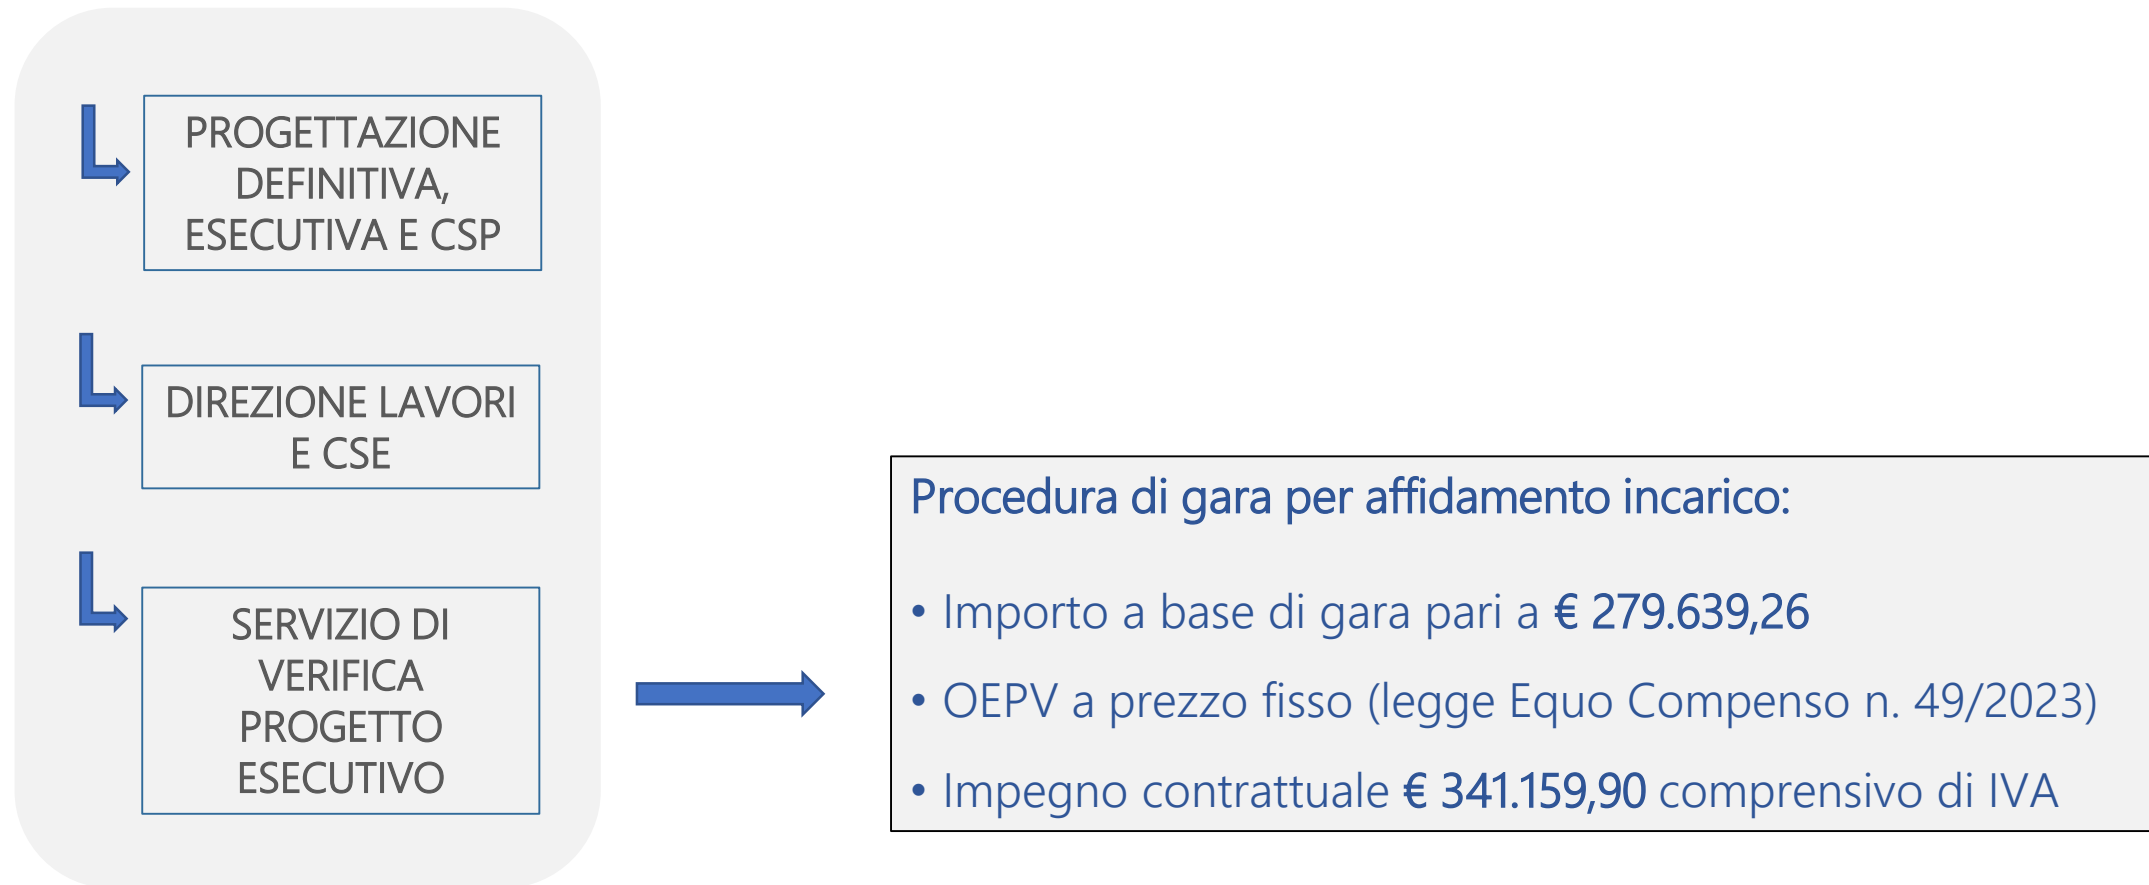 PROGETTAZIONE
DEFINITIVA,
ESECUTIVA E CSP
DIREZIONE LAVORI
E CSE
SERVIZIO DI
VERIFICA
PROGETTO
ESECUTIVO
Procedura di gara per affidamento incarico:
• Importo a base di gara pari a € 279.639,26
• OEPV a prezzo fisso (legge Equo Compenso n. 49/2023)
• Impegno contrattuale € 341.159,90 comprensivo di IVA